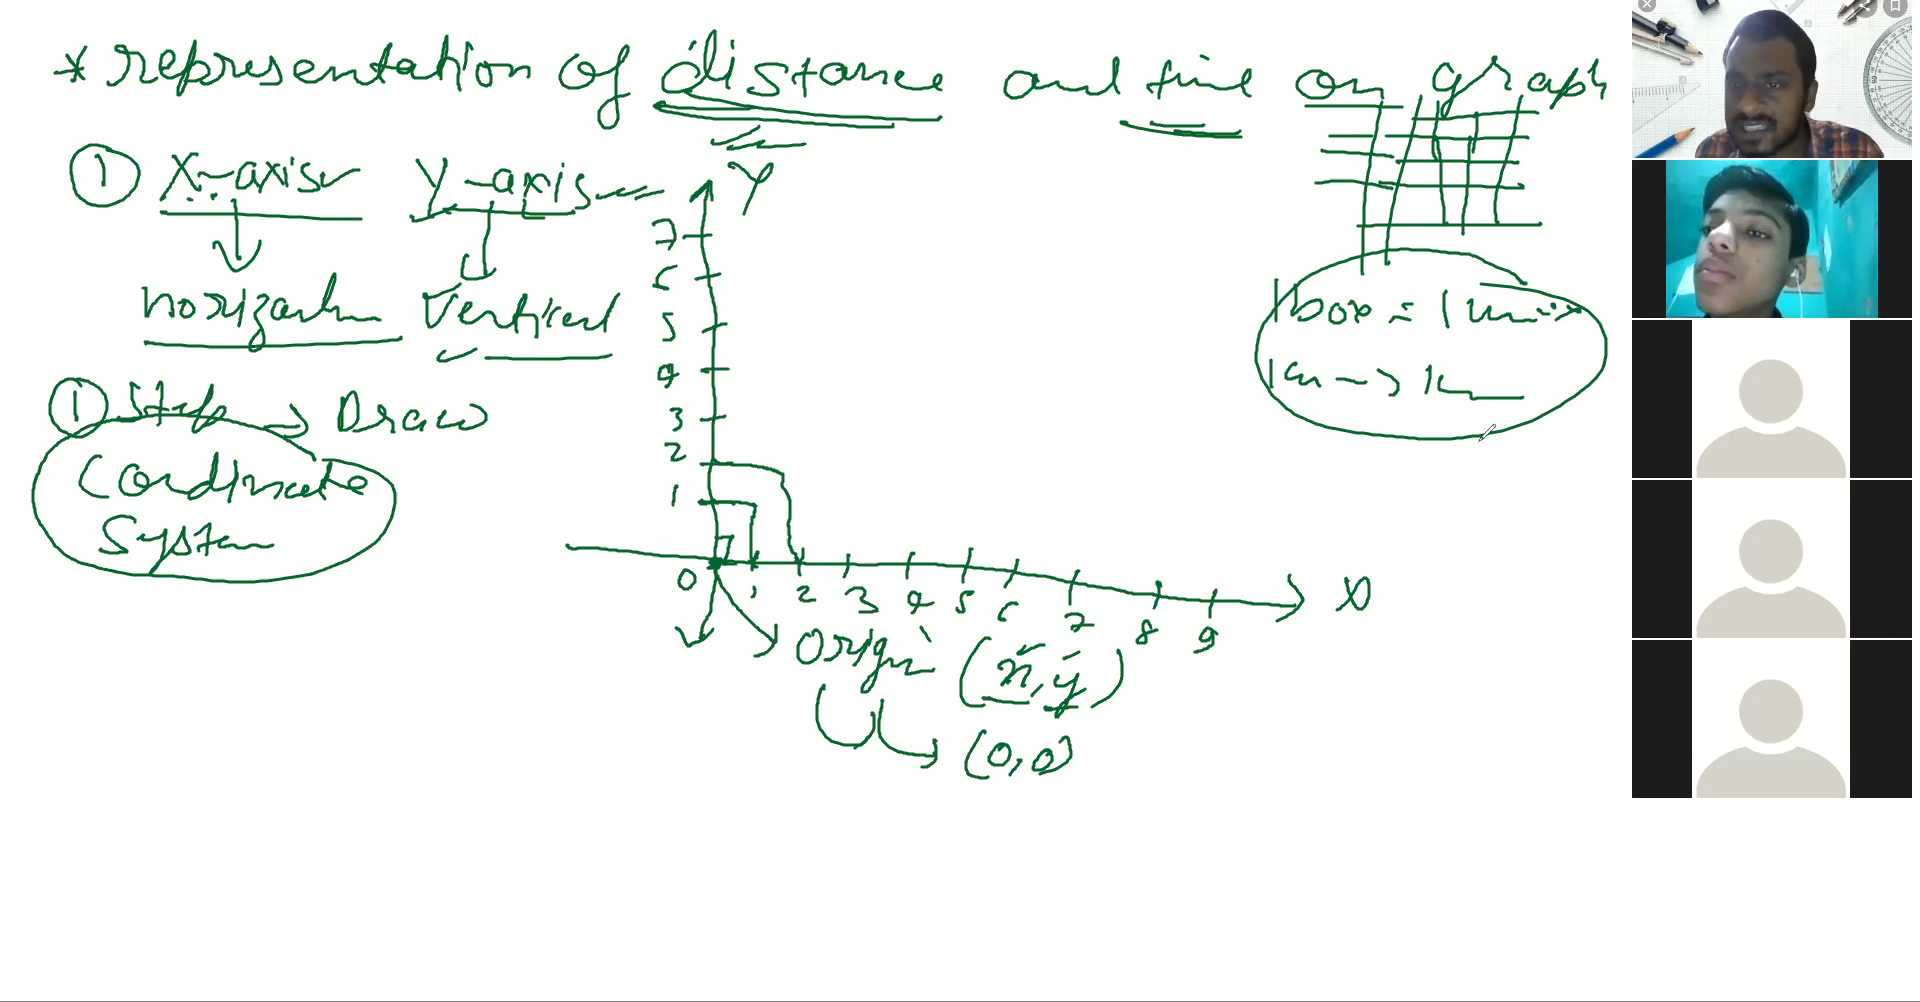 * representation of distance and time on graph
① X-axis Y-axis
horizontal Vertical
① Step → Draw
Coordinate
System
Y
7
6
5
4
3
2
1
0
1 2 3 4 5 6 7 8 9
X
Origin (x, y)
(0, 0)
1 box = 1 unit